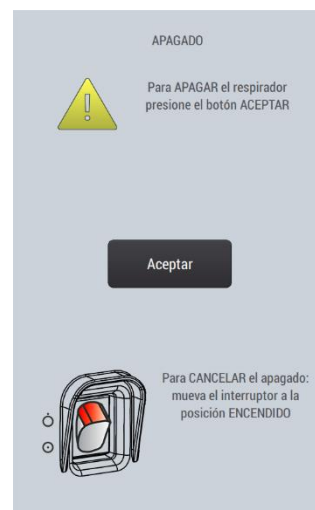 APAGADO
Para APAGAR el respirador
presione el botón ACEPTAR
Aceptar
Para CANCELAR el apagado:
mueva el interruptor a la
posición ENCENDIDO